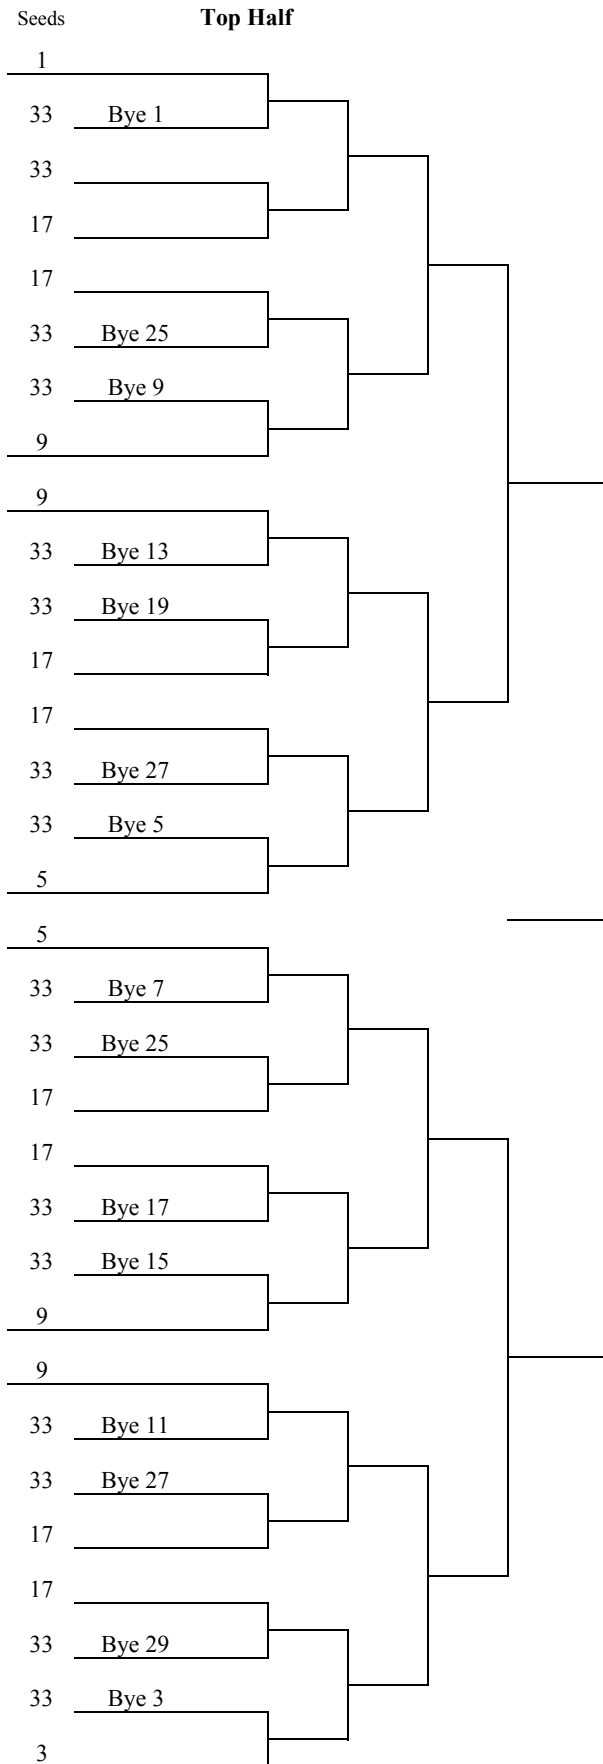 Seeds Top Half
1
33 Bye 1
33
17
17
33 Bye 25
33 Bye 9
9
9
33 Bye 13
33 Bye 19
17
17
33 Bye 27
33 Bye 5
5
5
33 Bye 7
33 Bye 25
17
17
33 Bye 17
33 Bye 15
9
9
33 Bye 11
33 Bye 27
17
17
33 Bye 29
33 Bye 3
3